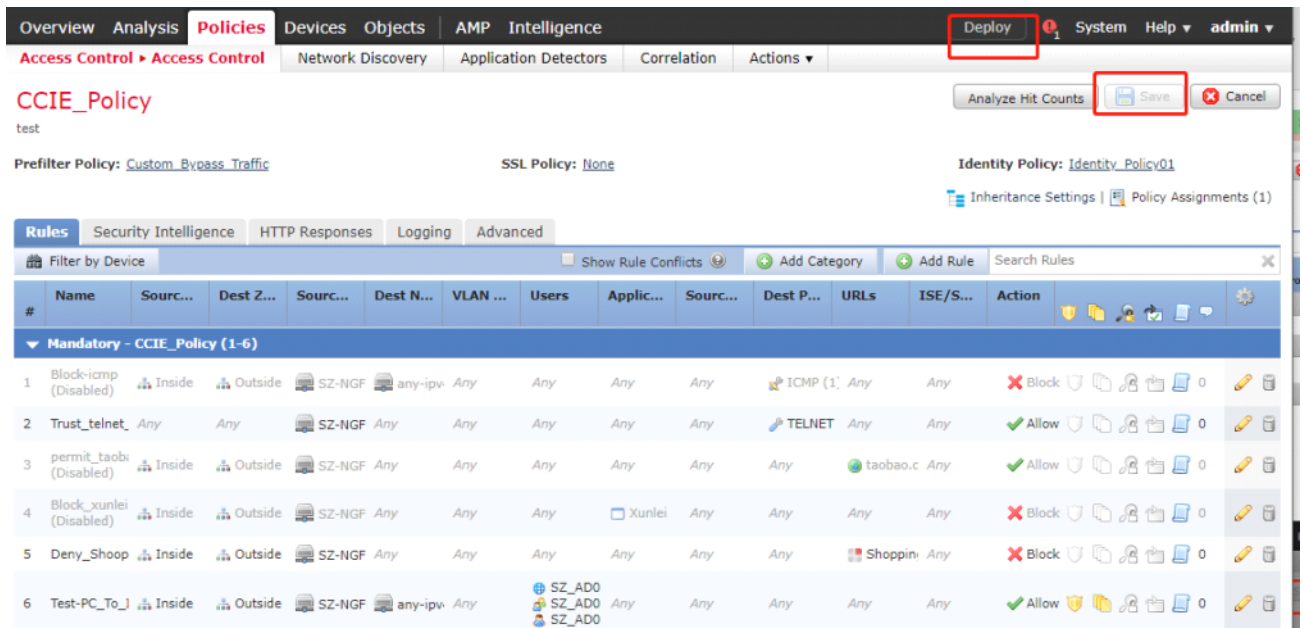 Overview Analysis Policies Devices Objects AMP Intelligence Deploy 1 System Help ▾ admin ▾
Access Control ▸ Access Control Network Discovery Application Detectors Correlation Actions ▾
CCIE_Policy Analyze Hit Counts Save Cancel
test
Prefilter Policy: Custom_Bypass_Traffic SSL Policy: None Identity Policy: Identity_Policy01
Inheritance Settings | Policy Assignments (1)
Rules Security Intelligence HTTP Responses Logging Advanced
Filter by Device Show Rule Conflicts Add Category Add Rule Search Rules
# Name Sourc... Dest Z... Sourc... Dest N... VLAN ... Users Applic... Sourc... Dest P... URLs ISE/S... Action
Mandatory - CCIE_Policy (1-6)
1 Block-icmp (Disabled) Inside Outside SZ-NGF any-ipv Any Any Any Any ICMP (1) Any Any Block 0
2 Trust_telnet_ Any Any SZ-NGF Any Any Any Any Any TELNET Any Any Allow 0
3 permit_taoba (Disabled) Inside Outside SZ-NGF Any Any Any Any Any Any taobao.c Any Allow 0
4 Block_xunlei (Disabled) Inside Outside SZ-NGF Any Any Any Xunlei Any Any Any Any Block 0
5 Deny_Shoop Inside Outside SZ-NGF Any Any Any Any Any Any Shoppin Any Block 0
6 Test-PC_To_I Inside Outside SZ-NGF any-ipv Any SZ_AD0 SZ_AD0 SZ_AD0 Any Any Any Any Any Allow 0